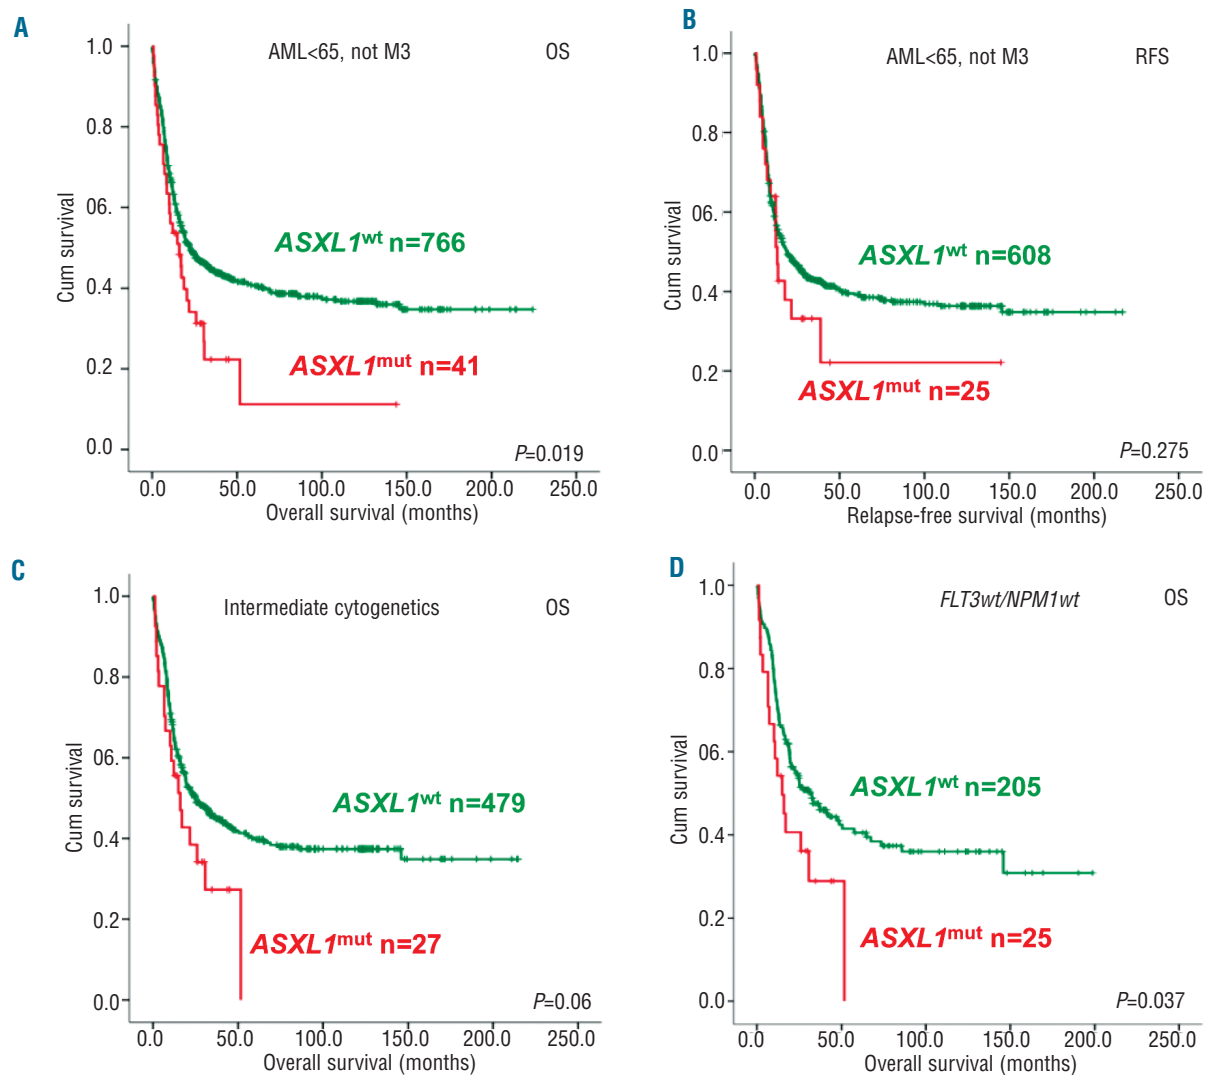 A
AML<65, not M3
OS
1.0
0.8
06.
0.4
0.2
0.0
Cum survival
ASXL1wt n=766
ASXL1mut n=41
P=0.019
0.0 50.0 100.0 150.0 200.0 250.0
Overall survival (months)
B
AML<65, not M3
RFS
1.0
0.8
06.
0.4
0.2
0.0
Cum survival
ASXL1wt n=608
ASXL1mut n=25
P=0.275
0.0 50.0 100.0 150.0 200.0 250.0
Relapse-free survival (months)
C
Intermediate cytogenetics
OS
1.0
0.8
06.
0.4
0.2
0.0
Cum survival
ASXL1wt n=479
ASXL1mut n=27
P=0.06
0.0 50.0 100.0 150.0 200.0 250.0
Overall survival (months)
D
FLT3wt/NPM1wt
OS
1.0
0.8
06.
0.4
0.2
0.0
Cum survival
ASXL1wt n=205
ASXL1mut n=25
P=0.037
0.0 50.0 100.0 150.0 200.0 250.0
Overall survival (months)